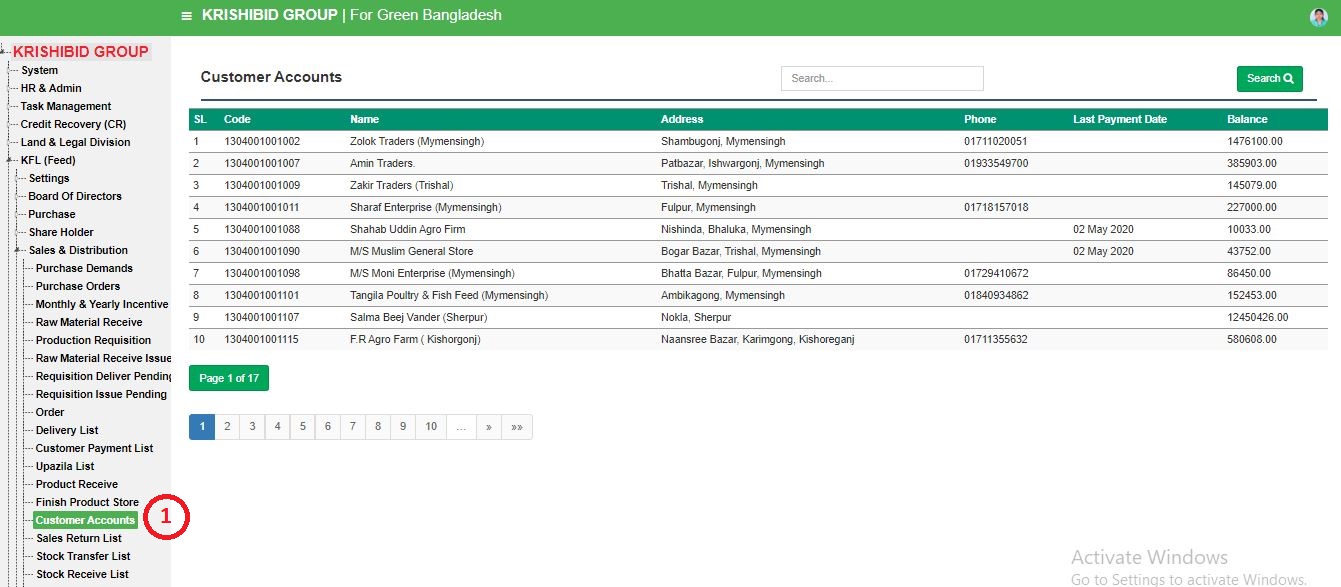 ≡ KRISHIBID GROUP | For Green Bangladesh
KRISHIBID GROUP
System
HR & Admin
Task Management
Credit Recovery (CR)
Land & Legal Division
KFL (Feed)
Settings
Board Of Directors
Purchase
Share Holder
Sales & Distribution
Purchase Demands
Purchase Orders
Monthly & Yearly Incentive
Raw Material Receive
Production Requisition
Raw Material Receive Issue
Requisition Deliver Pending
Requisition Issue Pending
Order
Delivery List
Customer Payment List
Upazila List
Product Receive
Finish Product Store
Customer Accounts
1
Sales Return List
Stock Transfer List
Stock Receive List
Customer Accounts Search... Search
SL Code Name Address Phone Last Payment Date Balance
1 1304001001002 Zolok Traders (Mymensingh) Shambugonj, Mymensingh 01711020051 1476100.00
2 1304001001007 Amin Traders. Patbazar, Ishwargonj, Mymensingh 01933549700 385903.00
3 1304001001009 Zakir Traders (Trishal) Trishal, Mymensingh 145079.00
4 1304001001011 Sharaf Enterprise (Mymensingh) Fulpur, Mymensingh 01718157018 227000.00
5 1304001001088 Shahab Uddin Agro Firm Nishinda, Bhaluka, Mymensingh 02 May 2020 10033.00
6 1304001001090 M/S Muslim General Store Bogar Bazar, Trishal, Mymensingh 02 May 2020 43752.00
7 1304001001098 M/S Moni Enterprise (Mymensingh) Bhatta Bazar, Fulpur, Mymensingh 01729410672 86450.00
8 1304001001101 Tangila Poultry & Fish Feed (Mymensingh) Ambikagong, Mymensingh 01840934862 152453.00
9 1304001001107 Salma Beej Vander (Sherpur) Nokla, Sherpur 12450426.00
10 1304001001115 F.R Agro Farm ( Kishorgonj) Naansree Bazar, Karimgong, Kishoreganj 01711355632 580608.00
Page 1 of 17
1 2 3 4 5 6 7 8 9 10 ... » »»
Activate Windows
Go to Settings to activate Windows.